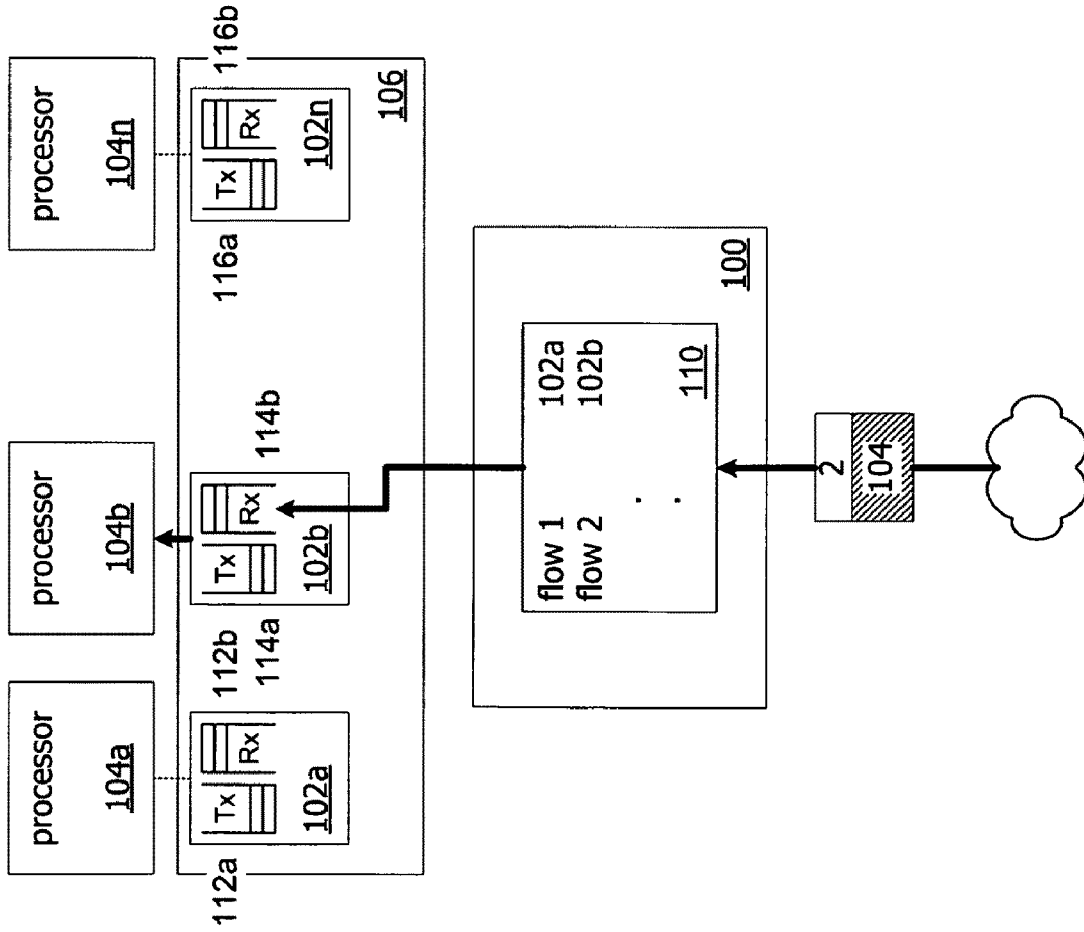 processor
104a
processor
104b
processor
104n
112a
Tx
Rx
102a
112b
114a
Tx
Rx
102b
114b
116a
Tx
Rx
102n
116b
106
flow 1 102a
flow 2 102b
. .
110
100
2
104